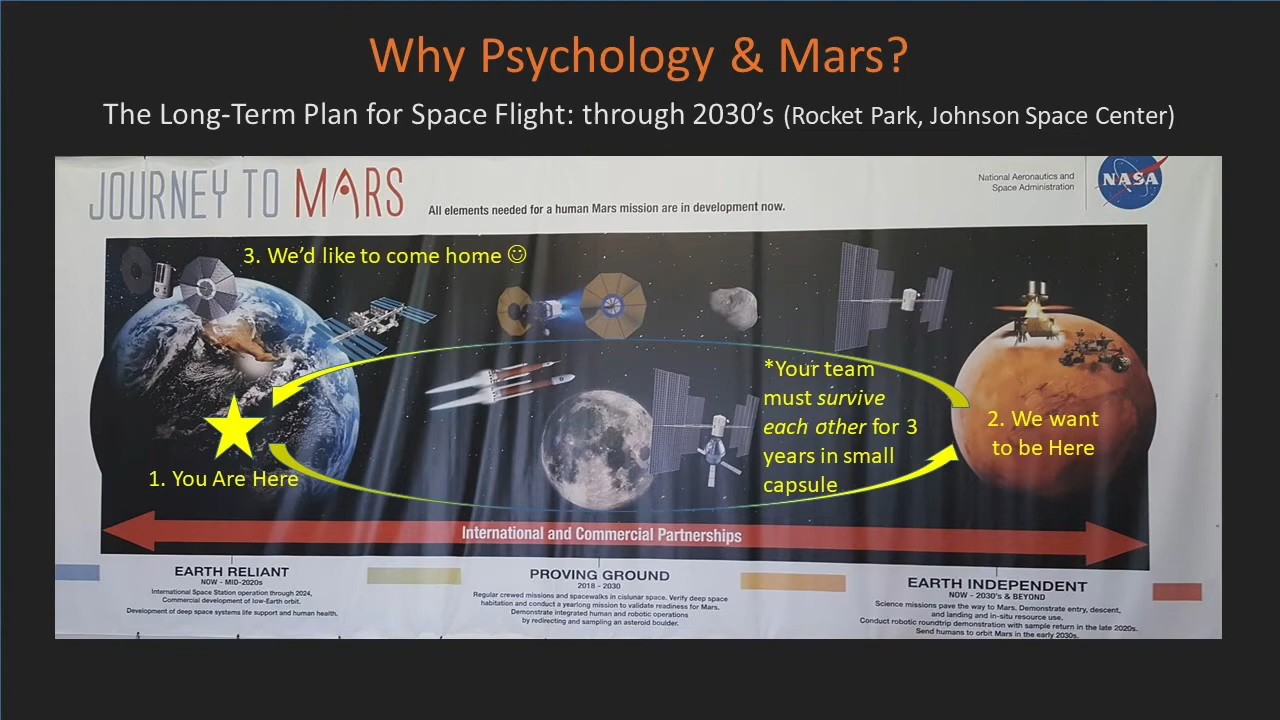 Why Psychology & Mars?
The Long-Term Plan for Space Flight: through 2030's (Rocket Park, Johnson Space Center)
JOURNEY TO MARS
All elements needed for a human Mars mission are in development now.
National Aeronautics and
Space Administration
NASA
3. We'd like to come home ☺
*Your team
must survive
each other for 3
years in small
capsule
2. We want
to be Here
1. You Are Here
International and Commercial Partnerships
EARTH RELIANT
NOW - MID-2020s
International Space Station operation through 2024,
Commercial development of low-Earth orbit.
Development of deep space systems life support and human health.
PROVING GROUND
2018 - 2030
Regular crewed missions and spacewalks in cislunar space. Verify deep space
habitation and conduct a yearlong mission to validate readiness for Mars.
Demonstrate integrated human and robotic operations
by redirecting and sampling an asteroid boulder.
EARTH INDEPENDENT
NOW - 2030's & BEYOND
Science missions pave the way to Mars. Demonstrate entry, descent,
and landing and in-situ resource use.
Conduct robotic roundtrip demonstration with sample return in the late 2020s.
Send humans to orbit Mars in the early 2030s.